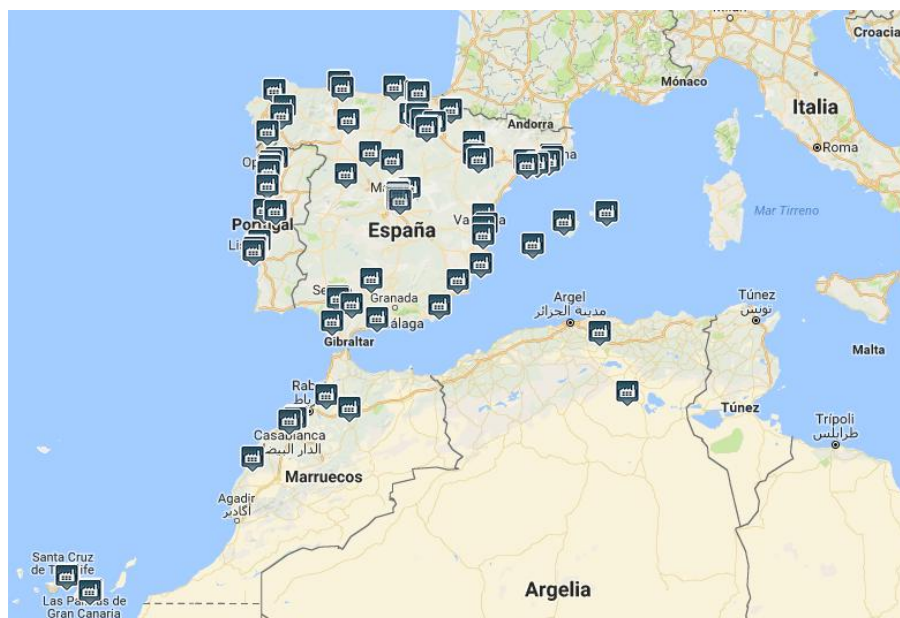 Milán
Croacia
Mónaco
Italia
Andorra
Roma
Mar Tirreno
España
Portugal
Granada
Málaga
Gibraltar
Argel
مدينة الجزائر
Túnez
تونس
Malta
Túnez
Trípoli
طرابلس
Casablanca
الدار البيضاء
Marruecos
Agadir
أكادير
Santa Cruz
de Tenerife
Las Palmas de
Gran Canaria
Argelia